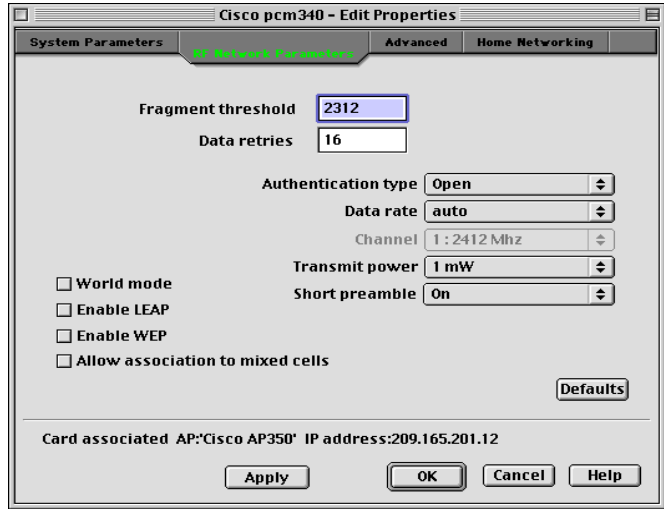 Cisco pcm340 - Edit Properties
System Parameters
RF Network Parameters
Advanced
Home Networking
Fragment threshold 2312
Data retries 16
Authentication type Open
Data rate auto
Channel 1 : 2412 Mhz
Transmit power 1 mW
Short preamble On
World mode
Enable LEAP
Enable WEP
Allow association to mixed cells
Defaults
Card associated AP:'Cisco AP350' IP address:209.165.201.12
Apply
OK
Cancel
Help